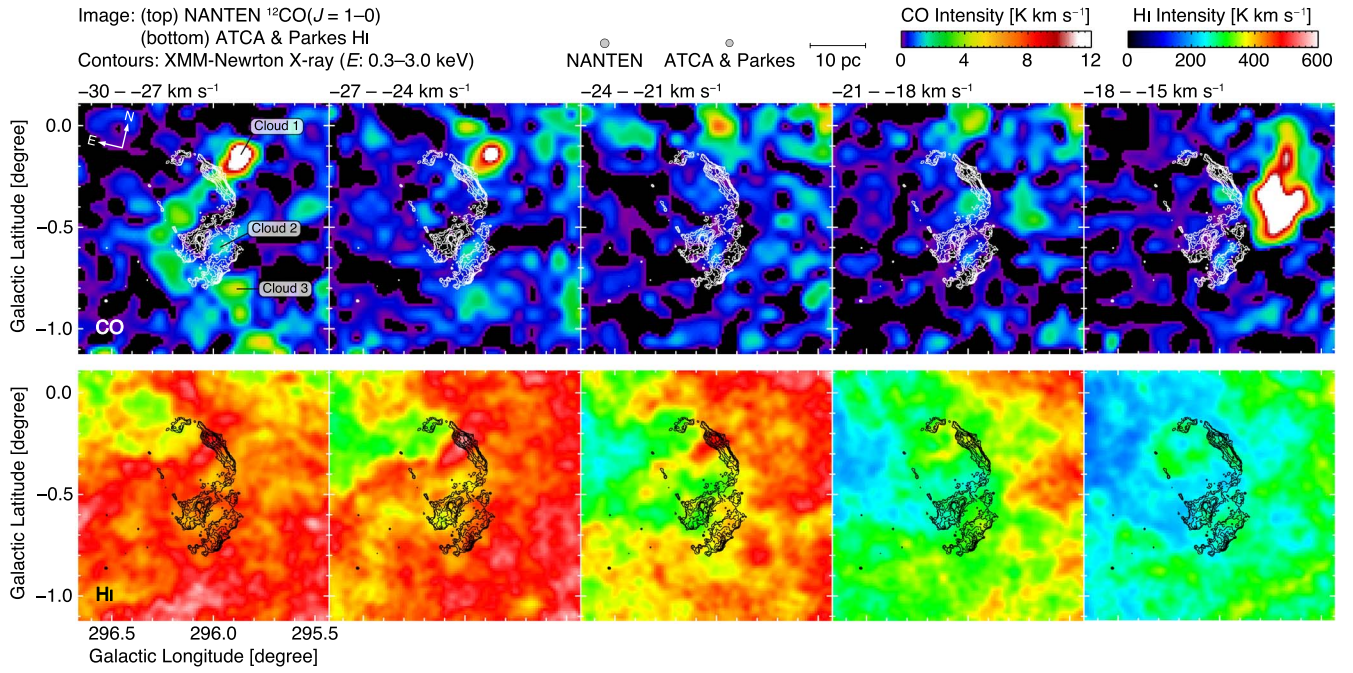 Image: (top) NANTEN ¹²CO(J = 1–0)
(bottom) ATCA & Parkes HI
Contours: XMM-Newrton X-ray (E: 0.3–3.0 keV)
NANTEN
ATCA & Parkes
10 pc
CO Intensity [K km s⁻¹]
0 4 8 12
HI Intensity [K km s⁻¹]
0 200 400 600
−30 – −27 km s⁻¹
−27 – −24 km s⁻¹
−24 – −21 km s⁻¹
−21 – −18 km s⁻¹
−18 – −15 km s⁻¹
Galactic Latitude [degree]
0.0
−0.5
−1.0
N
E
Cloud 1
Cloud 2
Cloud 3
CO
Galactic Latitude [degree]
0.0
−0.5
−1.0
HI
296.5 296.0 295.5
Galactic Longitude [degree]